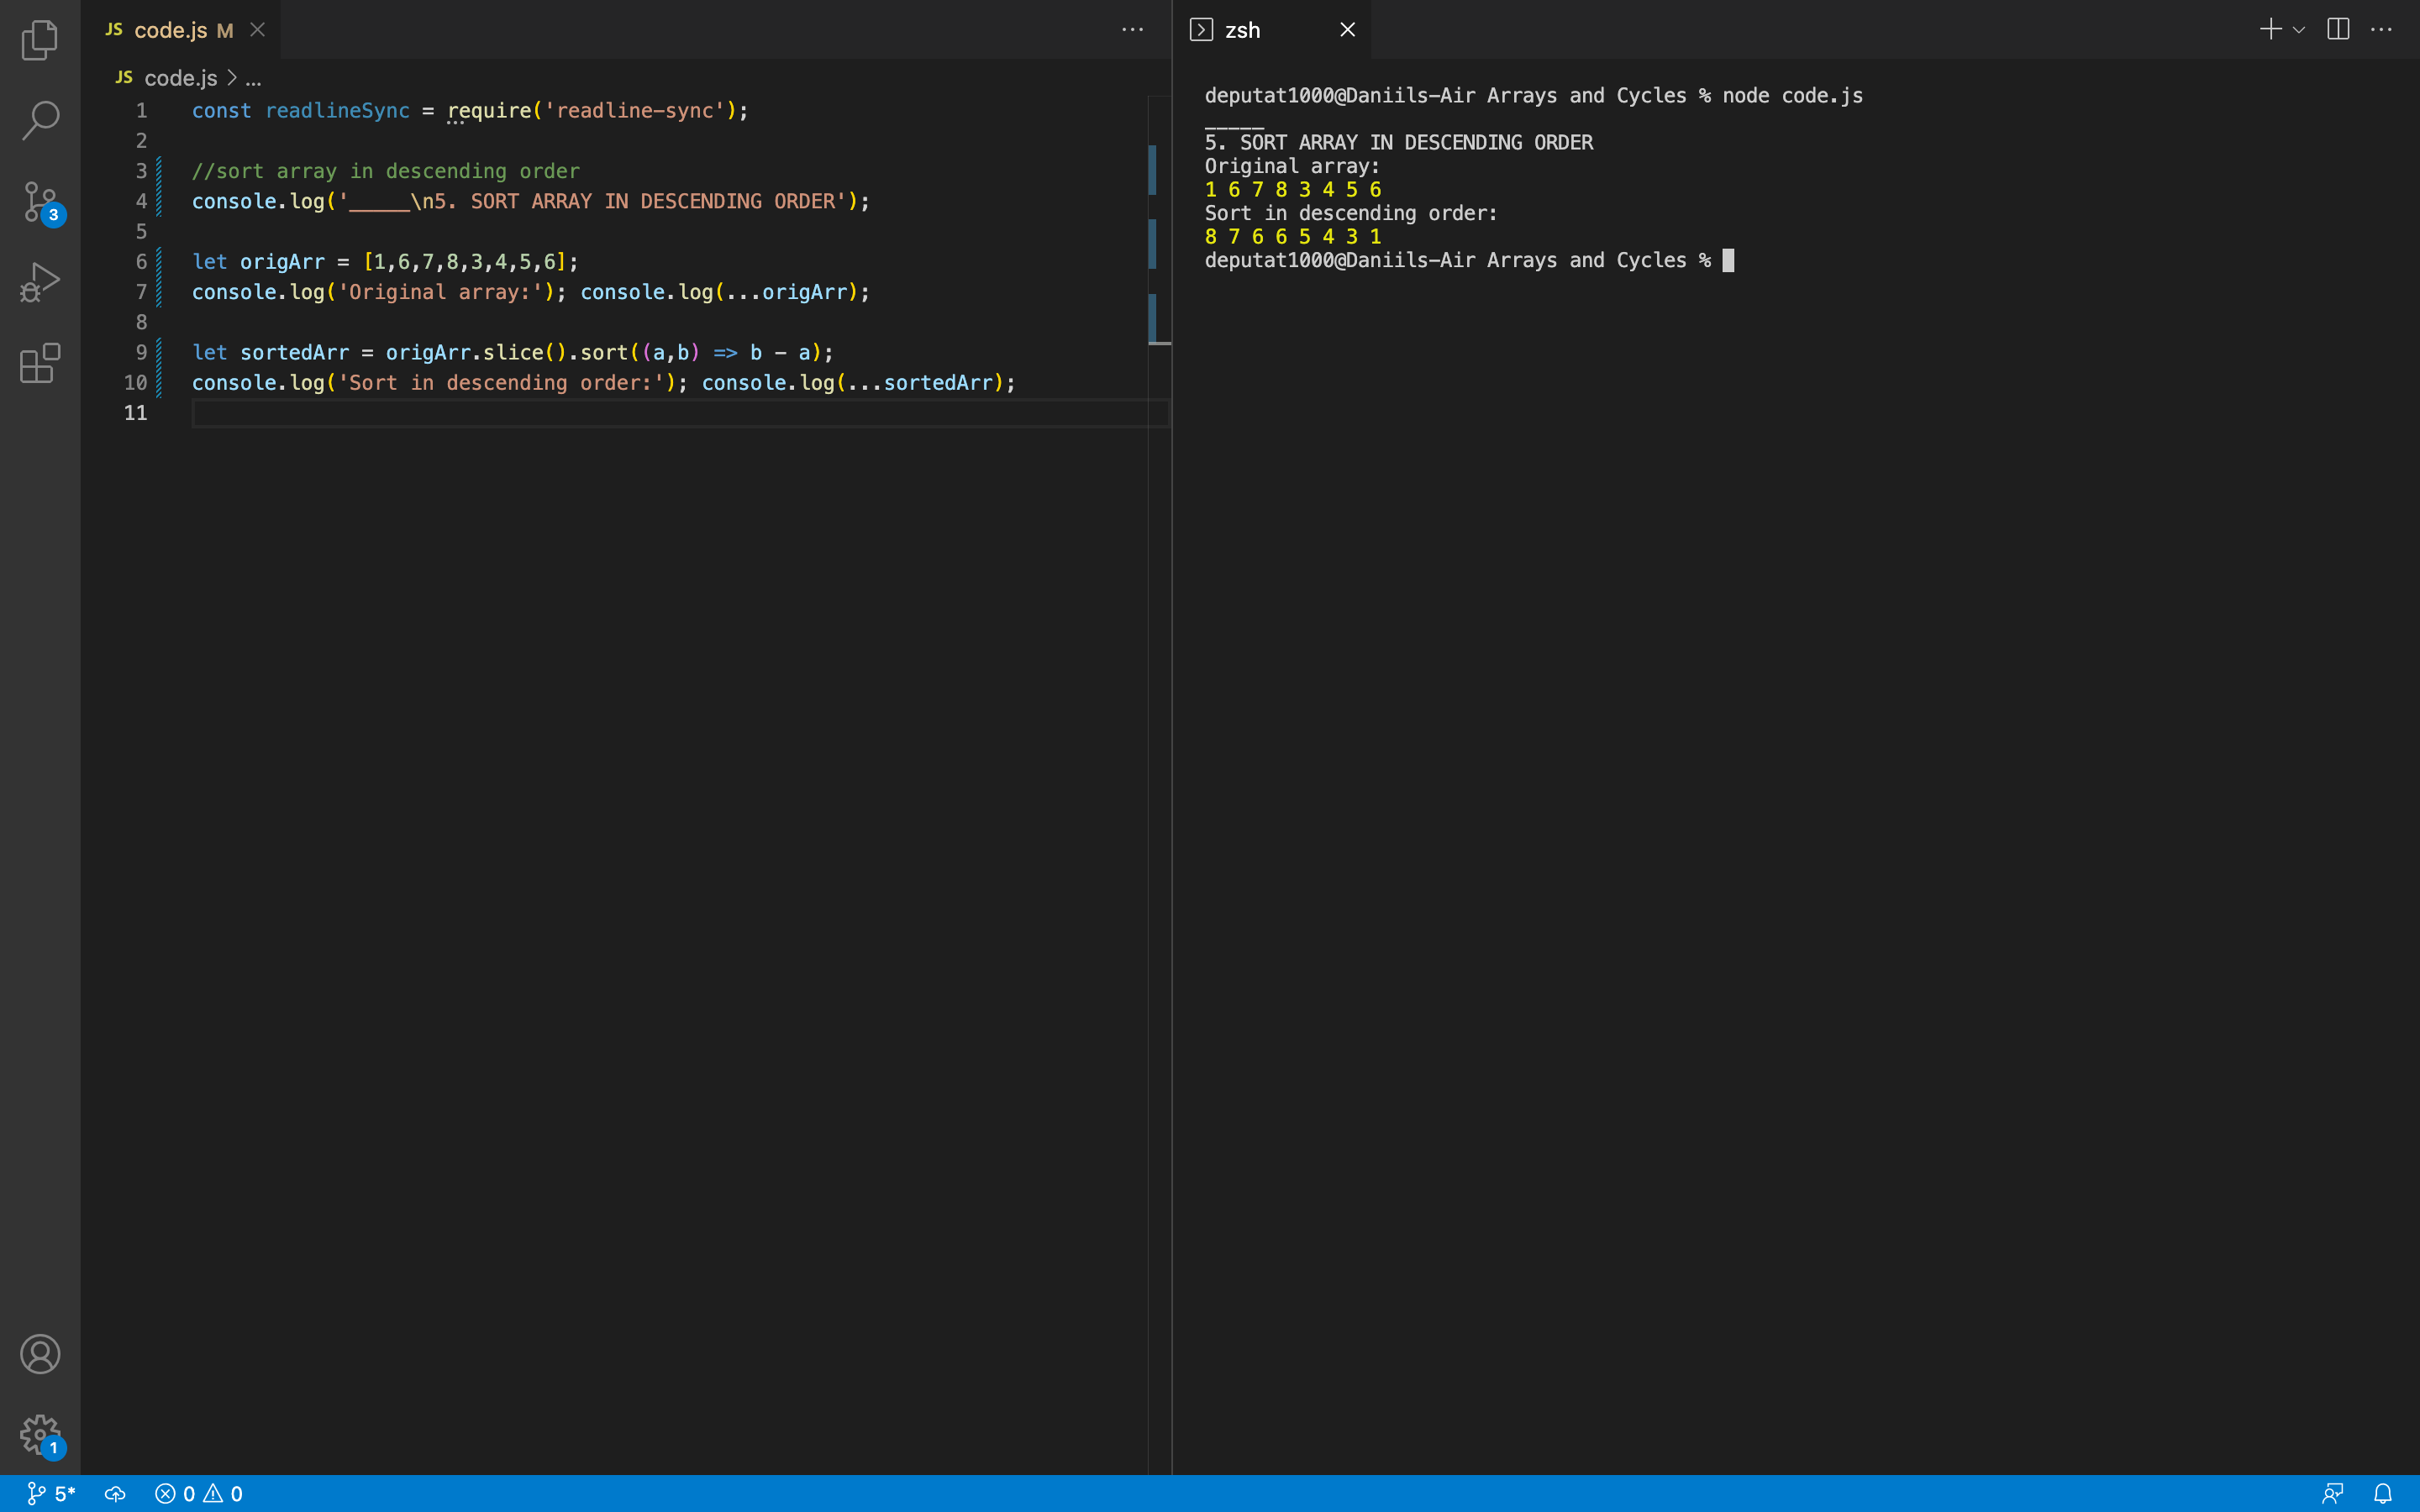 JS code.js M
zsh
JS code.js > ...
1 const readlineSync = require('readline-sync');
2
3 //sort array in descending order
4 console.log('_____\n5. SORT ARRAY IN DESCENDING ORDER');
5
6 let origArr = [1,6,7,8,3,4,5,6];
7 console.log('Original array:'); console.log(...origArr);
8
9 let sortedArr = origArr.slice().sort((a,b) => b - a);
10 console.log('Sort in descending order:'); console.log(...sortedArr);
11
deputat1000@Daniils-Air Arrays and Cycles % node code.js
_____
5. SORT ARRAY IN DESCENDING ORDER
Original array:
1 6 7 8 3 4 5 6
Sort in descending order:
8 7 6 6 5 4 3 1
deputat1000@Daniils-Air Arrays and Cycles %
3
1
5* 0 0